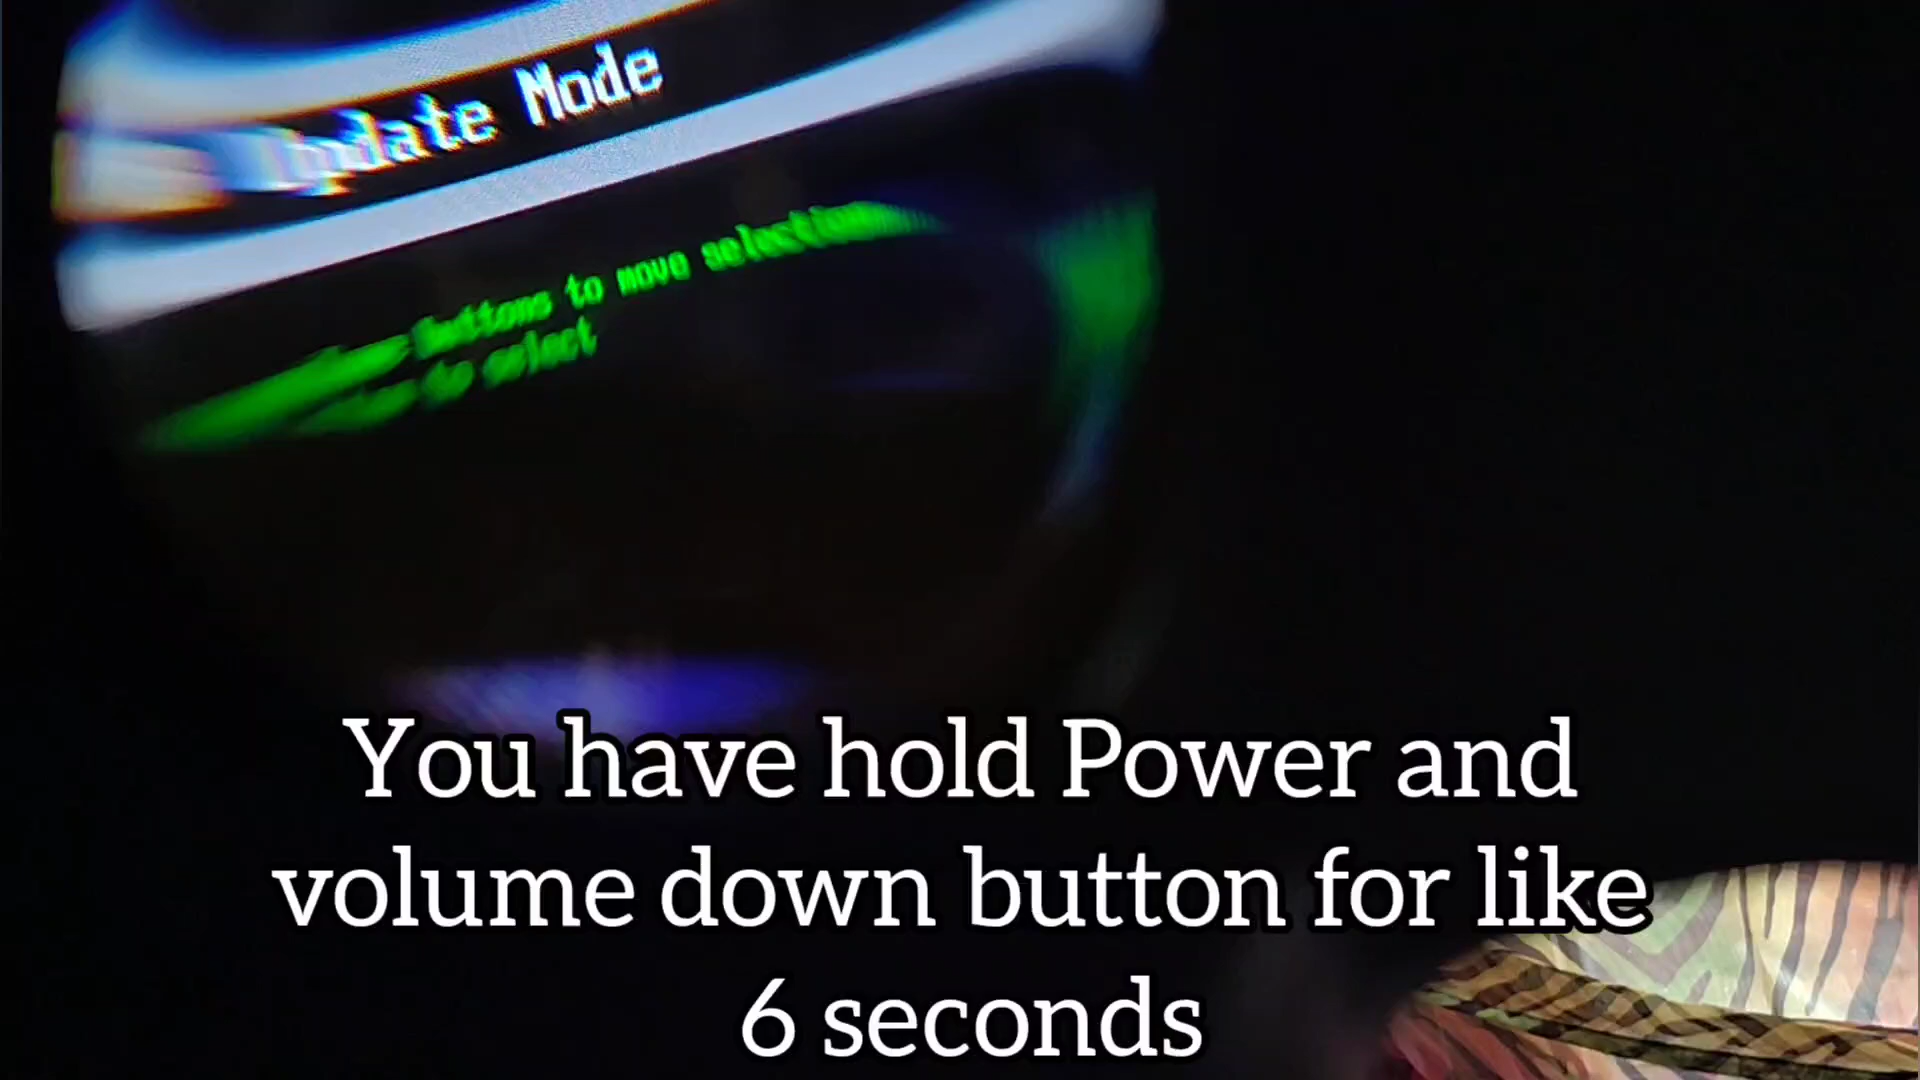 Update Mode
buttons to move selection
to select
You have hold Power and
volume down button for like
6 seconds